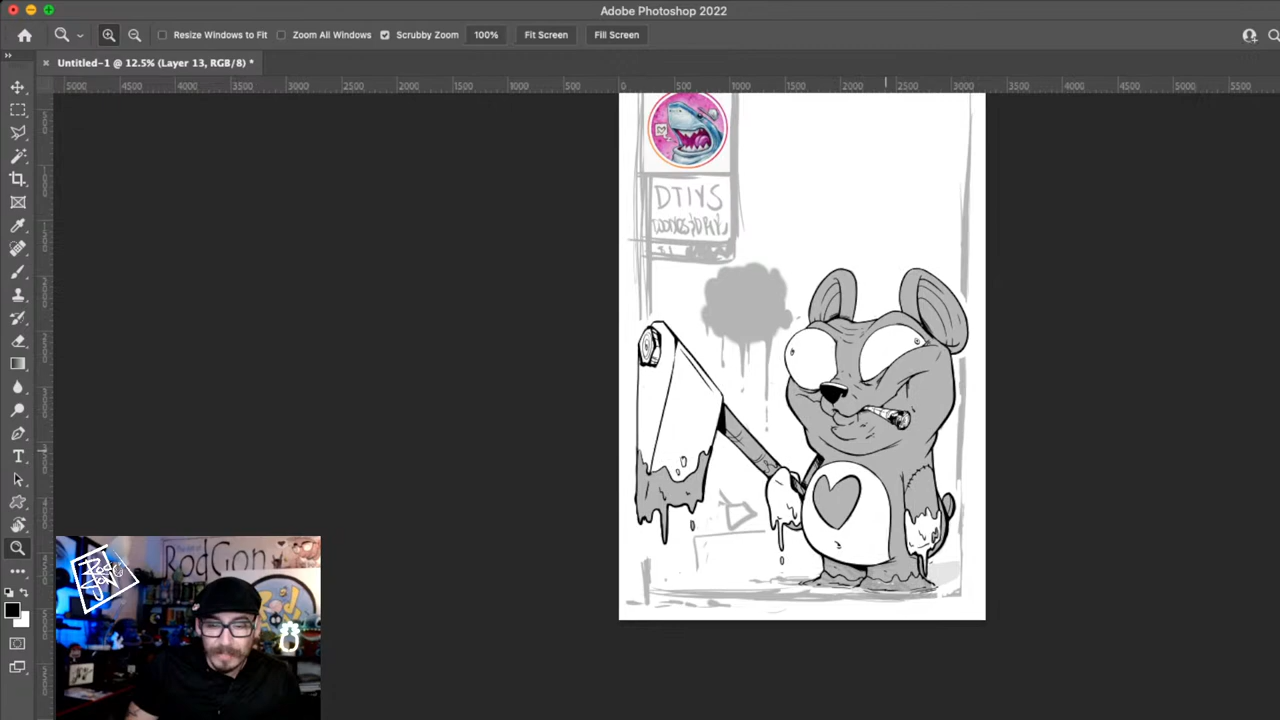 Adobe Photoshop 2022
Resize Windows to Fit Zoom All Windows Scrubby Zoom 100% Fit Screen Fill Screen
Untitled-1 @ 12.5% (Layer 13, RGB/8) *
5000 4500 4000 3500 3000 2500 2000 1500 1000 500 0 500 1000 1500 2000 2500 3000 3500 4000 4500 5000 5500
DTIYS
RodGon